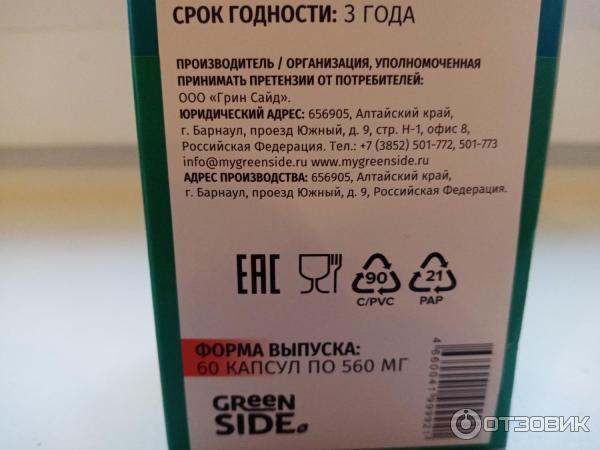 СРОК ГОДНОСТИ: 3 ГОДА
ПРОИЗВОДИТЕЛЬ / ОРГАНИЗАЦИЯ, УПОЛНОМОЧЕННАЯ
ПРИНИМАТЬ ПРЕТЕНЗИИ ОТ ПОТРЕБИТЕЛЕЙ:
ООО «Грин Сайд».
ЮРИДИЧЕСКИЙ АДРЕС: 656905, Алтайский край,
г. Барнаул, проезд Южный, д. 9, стр. Н-1, офис 8,
Российская Федерация. Тел.: +7 (3852) 501-772, 501-773
info@mygreenside.ru www.mygreenside.ru
АДРЕС ПРОИЗВОДСТВА: 656905, Алтайский край,
г. Барнаул, проезд Южный, д. 9, Российская Федерация.
EAC
90
C/PVC
21
PAP
ФОРМА ВЫПУСКА:
60 КАПСУЛ ПО 560 МГ
GREEN
SIDE
ОТЗОВИК